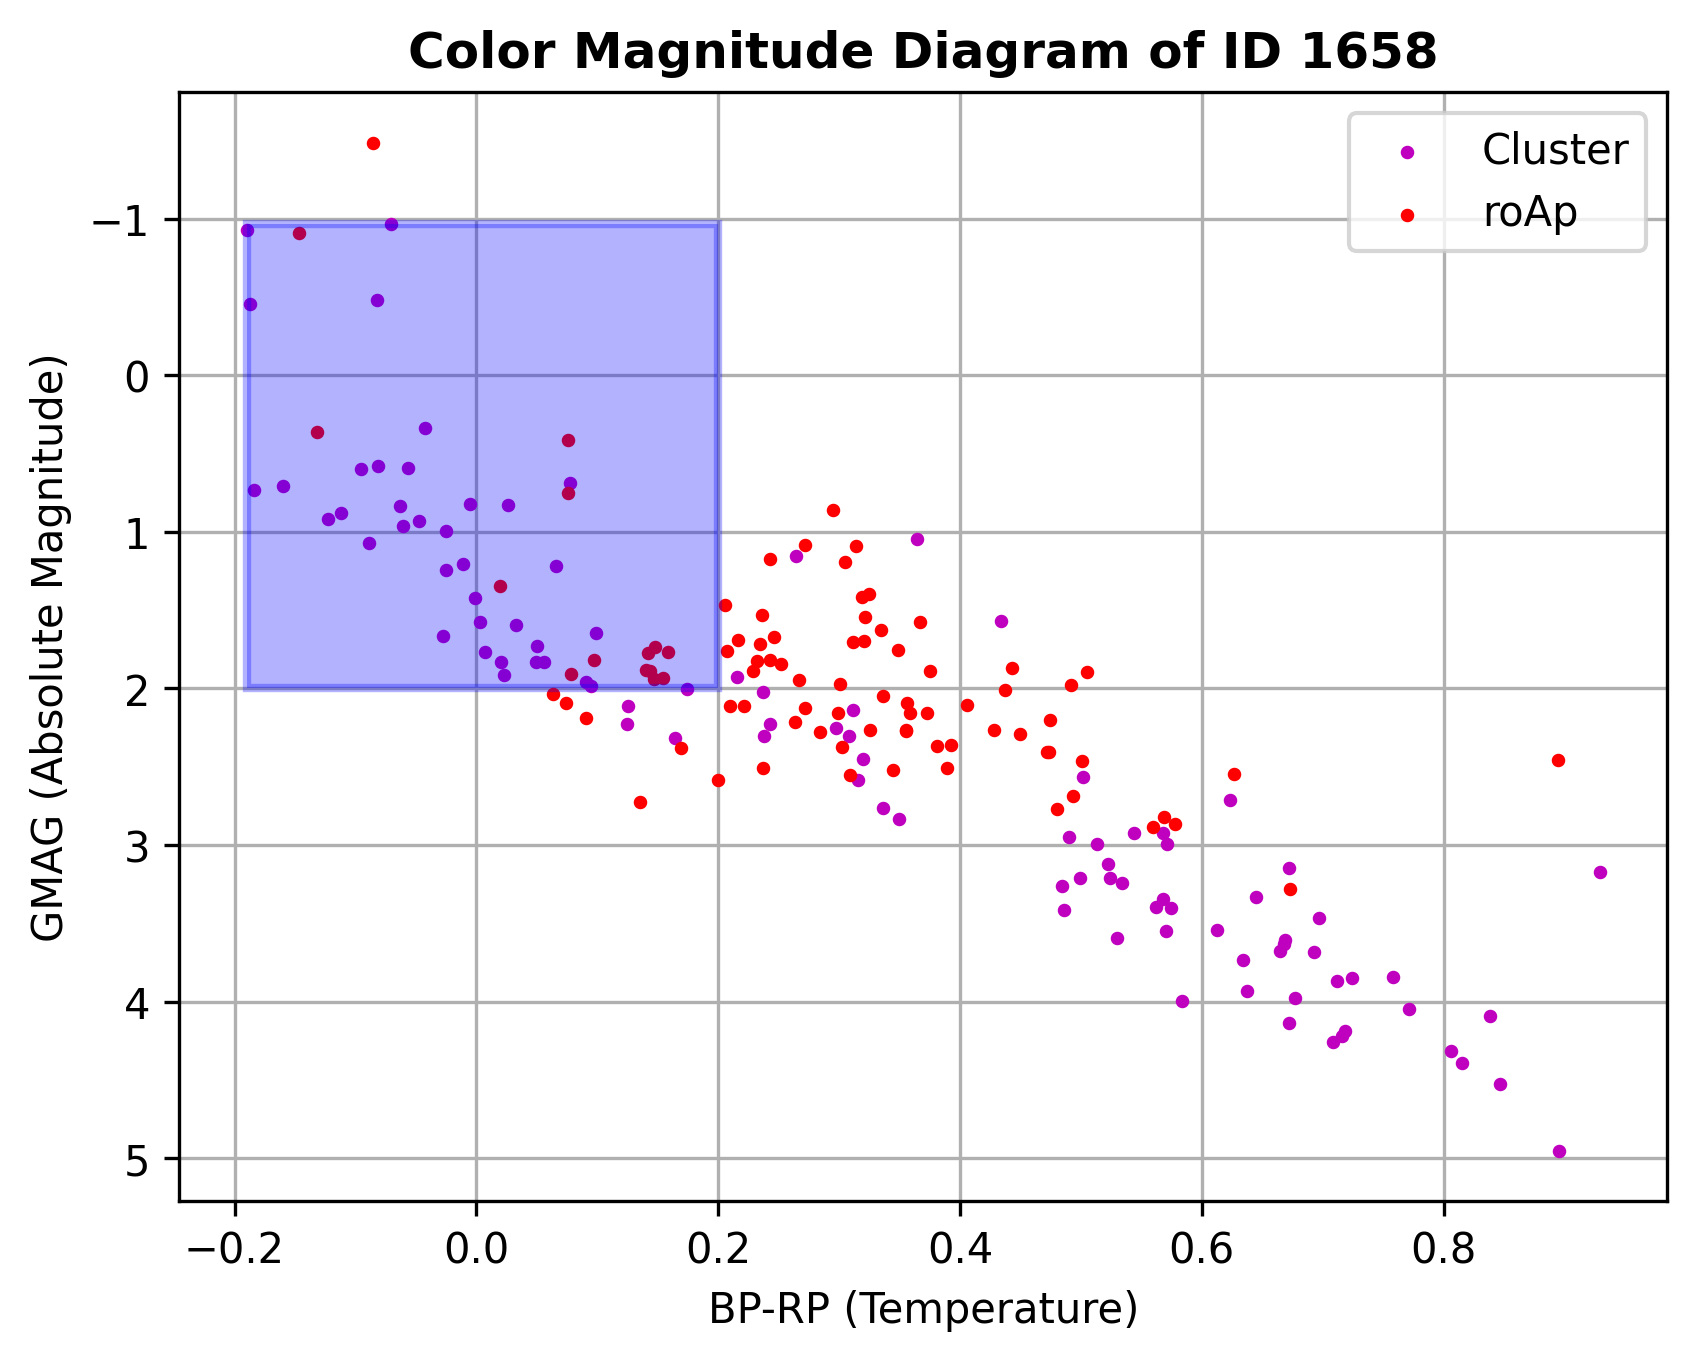 Color Magnitude Diagram of ID 1658
Cluster
roAp
GMAG (Absolute Magnitude)
−1
0
1
2
3
4
5
−0.2 0.0 0.2 0.4 0.6 0.8
BP-RP (Temperature)